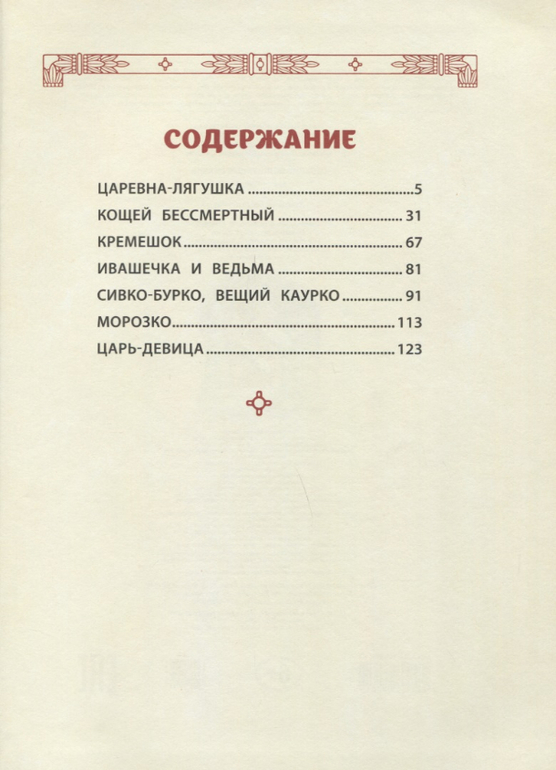 СОДЕРЖАНИЕ
ЦАРЕВНА-ЛЯГУШКА ..........................................5
КОЩЕЙ БЕССМЕРТНЫЙ ............................... 31
КРЕМЕШОК ....................................................... 67
ИВАШЕЧКА И ВЕДЬМА ............................... 81
СИВКО-БУРКО, ВЕЩИЙ КАУРКО ............... 91
МОРОЗКО ........................................................ 113
ЦАРЬ-ДЕВИЦА ................................................ 123